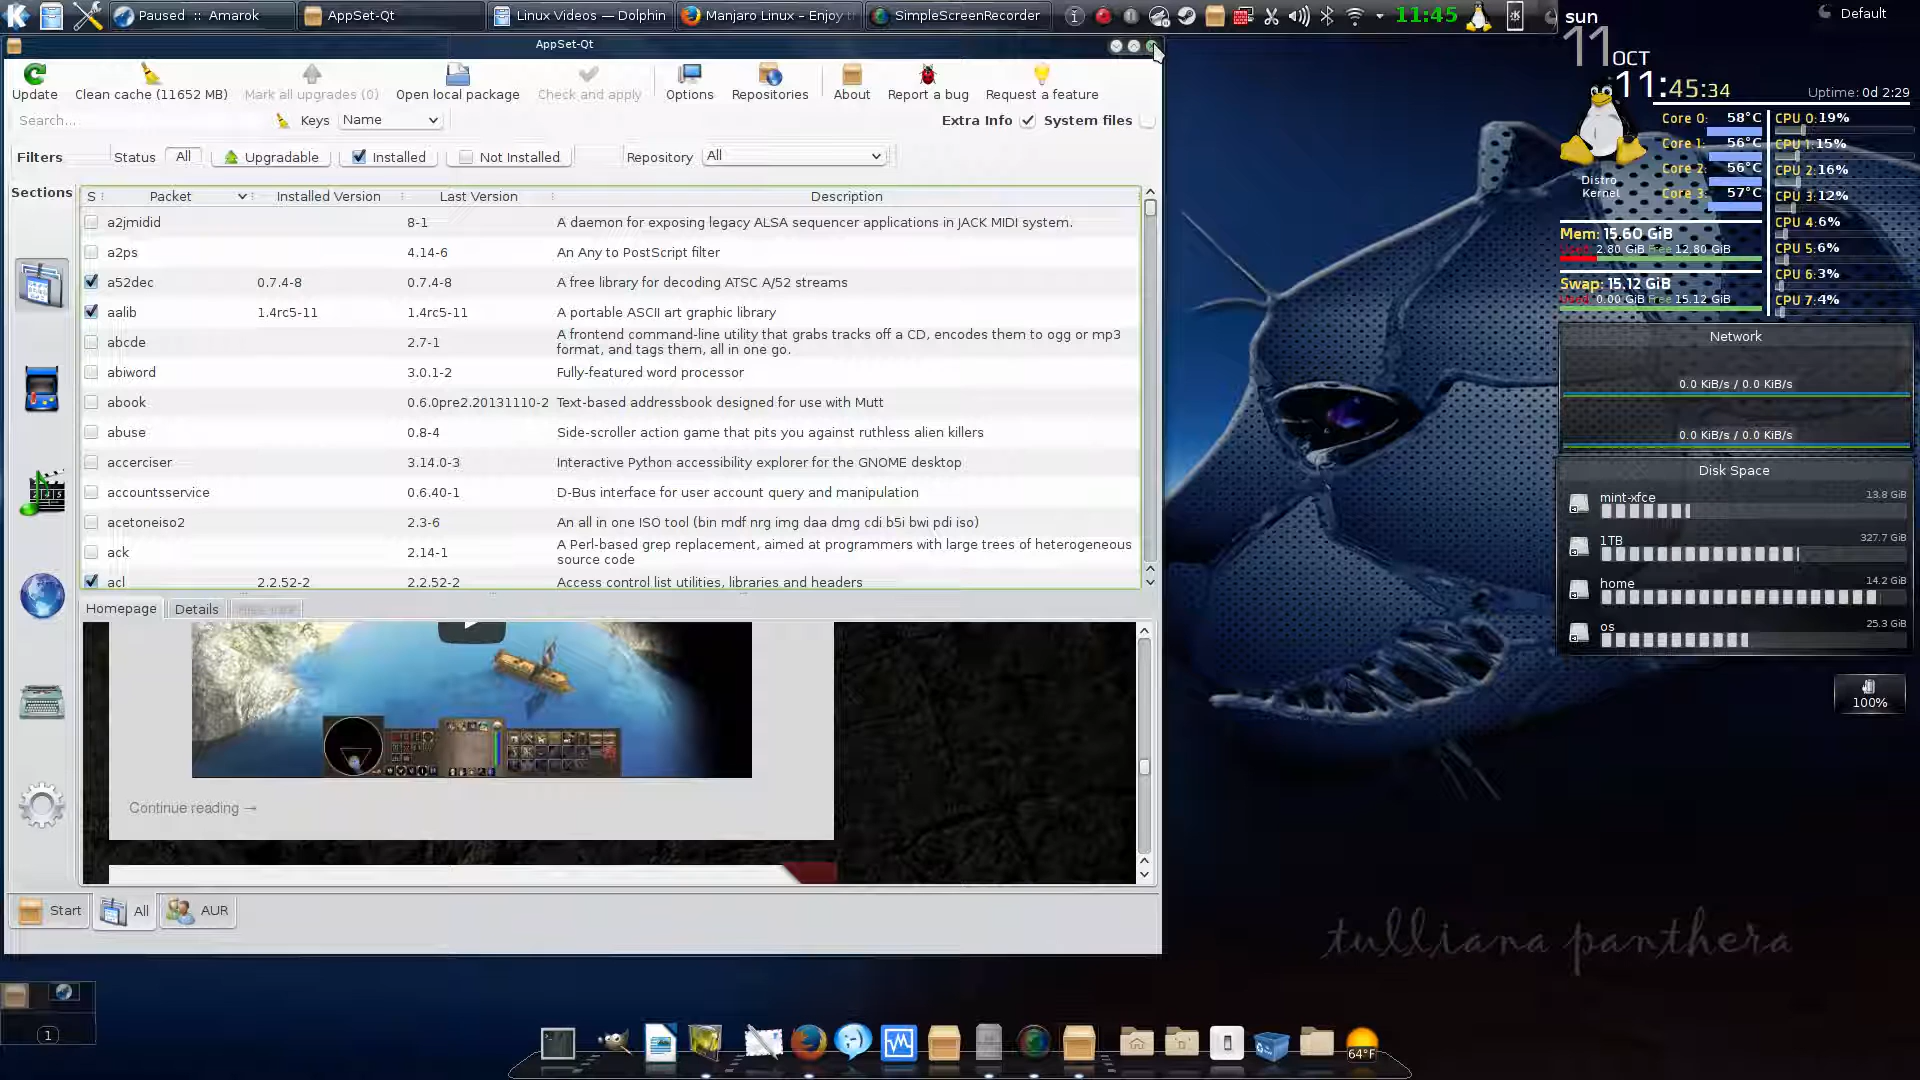 Paused :: Amarok
AppSet-Qt
Linux Videos — Dolphin
Manjaro Linux – Enjoy t
SimpleScreenRecorder
11:45
Default
AppSet-Qt
Update
Clean cache (11652 MB)
Mark all upgrades (0)
Open local package
Check and apply
Options
Repositories
About
Report a bug
Request a feature
Search...
Keys
Name
Extra Info
System files
Filters
Status
All
Upgradable
Installed
Not Installed
Repository
All
Sections
S
Packet
Installed Version
Last Version
Description
a2jmidid 8-1 A daemon for exposing legacy ALSA sequencer applications in JACK MIDI system.
a2ps 4.14-6 An Any to PostScript filter
a52dec 0.7.4-8 0.7.4-8 A free library for decoding ATSC A/52 streams
aalib 1.4rc5-11 1.4rc5-11 A portable ASCII art graphic library
abcde 2.7-1 A frontend command-line utility that grabs tracks off a CD, encodes them to ogg or mp3
format, and tags them, all in one go.
abiword 3.0.1-2 Fully-featured word processor
abook 0.6.0pre2.20131110-2 Text-based addressbook designed for use with Mutt
abuse 0.8-4 Side-scroller action game that pits you against ruthless alien killers
accerciser 3.14.0-3 Interactive Python accessibility explorer for the GNOME desktop
accountsservice 0.6.40-1 D-Bus interface for user account query and manipulation
acetoneiso2 2.3-6 An all in one ISO tool (bin mdf nrg img daa dmg cdi b5i bwi pdi iso)
ack 2.14-1 A Perl-based grep replacement, aimed at programmers with large trees of heterogeneous
source code
acl 2.2.52-2 2.2.52-2 Access control list utilities, libraries and headers
Homepage
Details
Continue reading →
Start
All
AUR
1
sun
11 OCT
11:45:34
Uptime: 0d 2:29
Core 0: 58°C
Core 1: 56°C
Core 2: 56°C
Core 3: 57°C
Distro
Kernel
CPU 0: 19%
CPU 1: 15%
CPU 2: 16%
CPU 3: 12%
CPU 4: 6%
CPU 5: 6%
CPU 6: 3%
CPU 7: 4%
Mem: 15.60 GiB
Used 2.80 GiB Free 12.80 GiB
Swap: 15.12 GiB
Used 0.00 GiB Free 15.12 GiB
Network
0.0 KiB/s / 0.0 KiB/s
0.0 KiB/s / 0.0 KiB/s
Disk Space
mint-xfce 13.8 GiB
1TB 327.7 GiB
home 14.2 GiB
os 25.3 GiB
100%
tulliana panthera
64°F